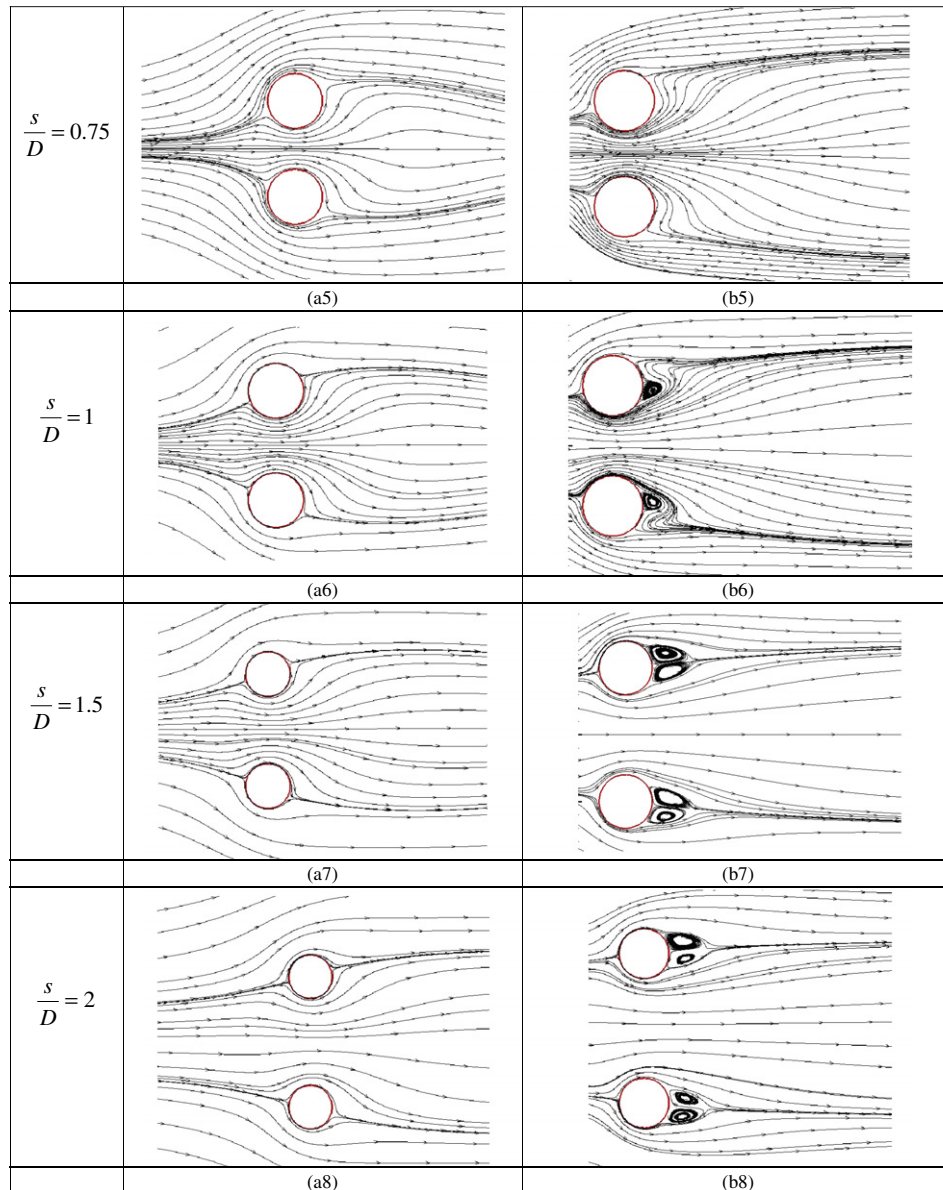 s/D = 0.75
(a5) (b5)
s/D = 1
(a6) (b6)
s/D = 1.5
(a7) (b7)
s/D = 2
(a8) (b8)